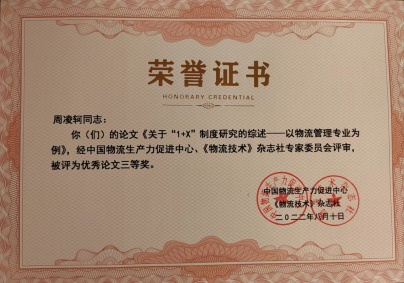 荣誉证书
HONORARY CREDENTIAL
周凌轲同志：
你（们）的论文《关于“1+X”制度研究的综述——以物流管理专业为
例》，经中国物流生产力促进中心、《物流技术》杂志社专家委员会评审，
被评为优秀论文三等奖。
中国物流生产力促进中心
《物流技术》杂志社
二〇二二年八月十日